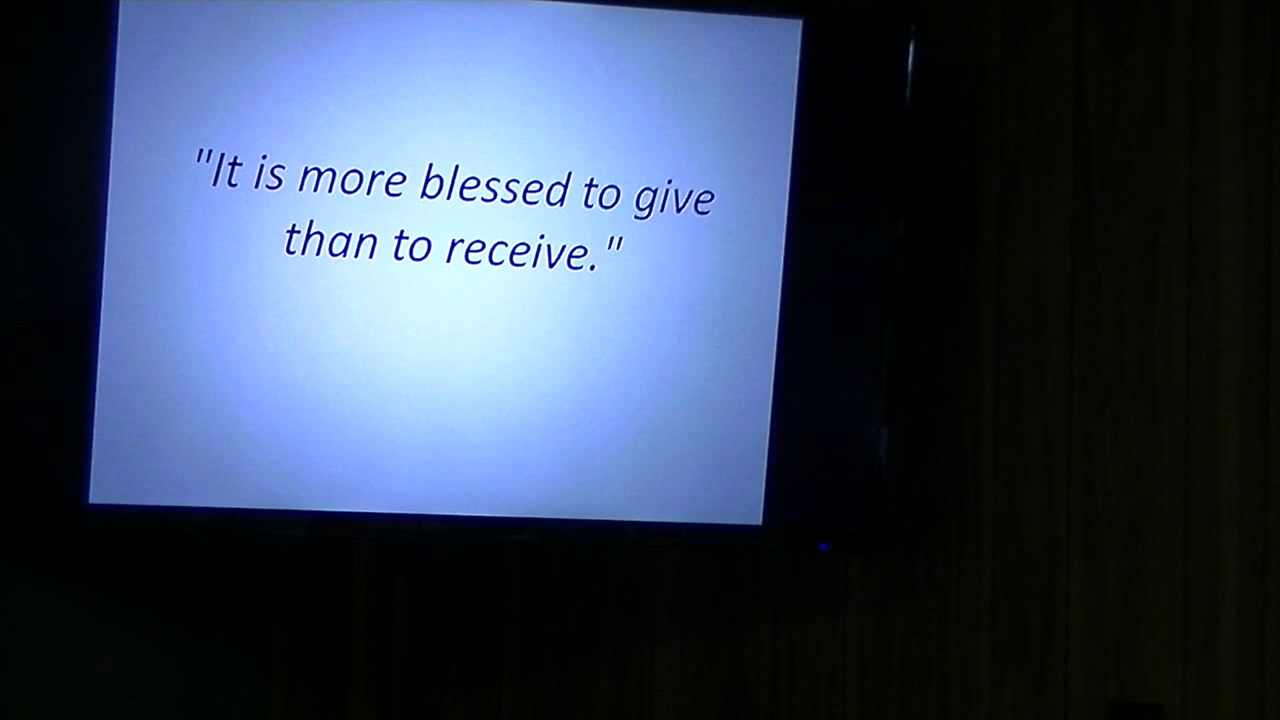 "It is more blessed to give
than to receive."